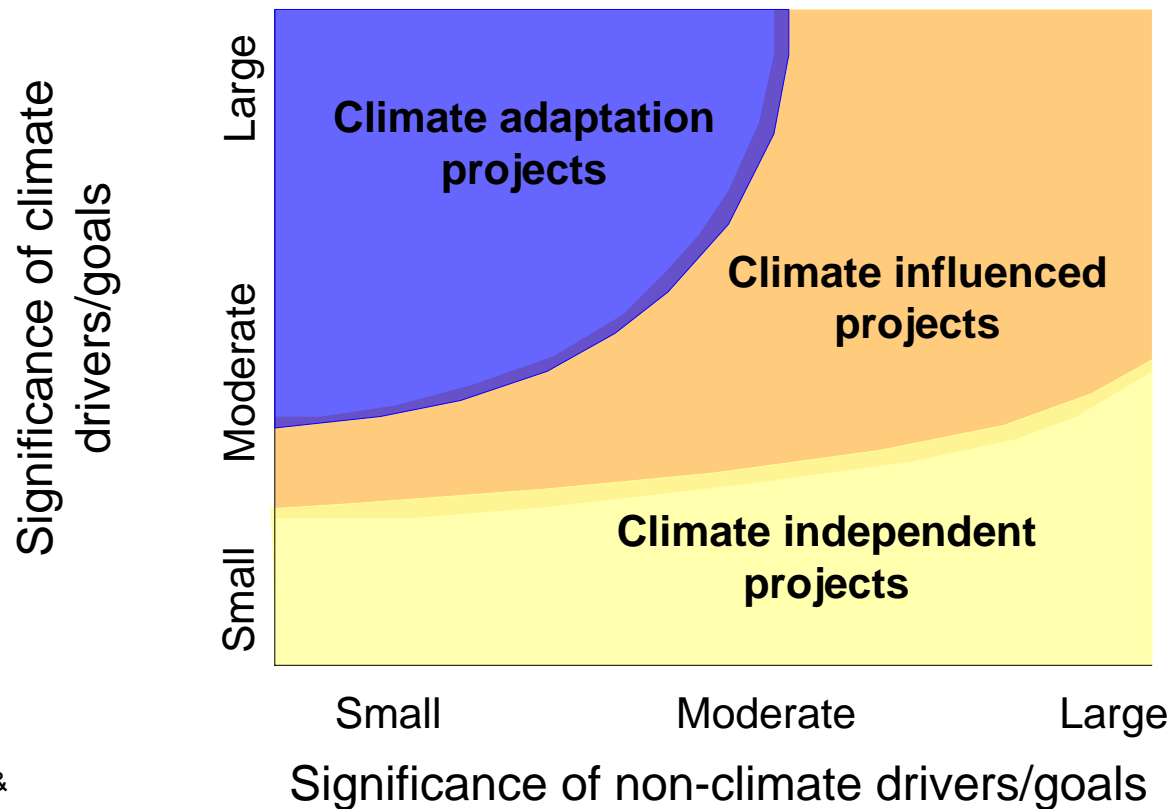 Significance of climate
drivers/goals
Large
Moderate
Small
Climate adaptation
projects
Climate influenced
projects
Climate independent
projects
Small Moderate Large
Significance of non-climate drivers/goals
&